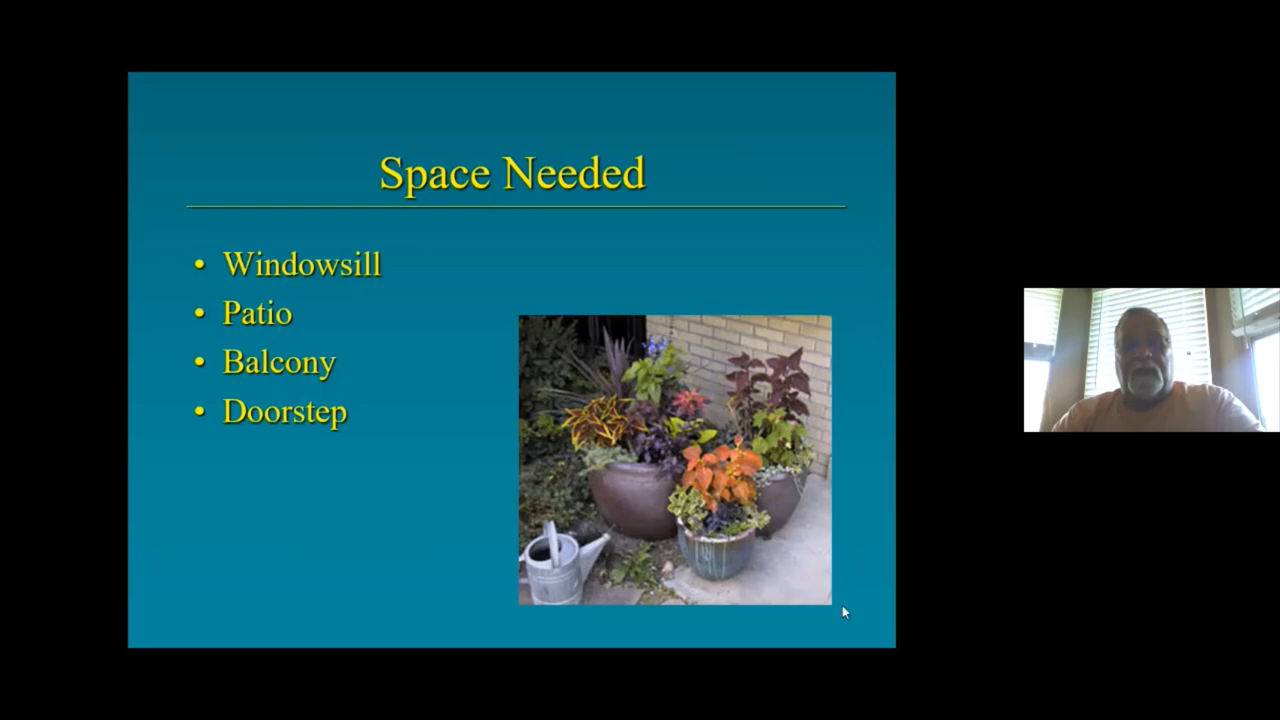 Space Needed
• Windowsill
• Patio
• Balcony
• Doorstep